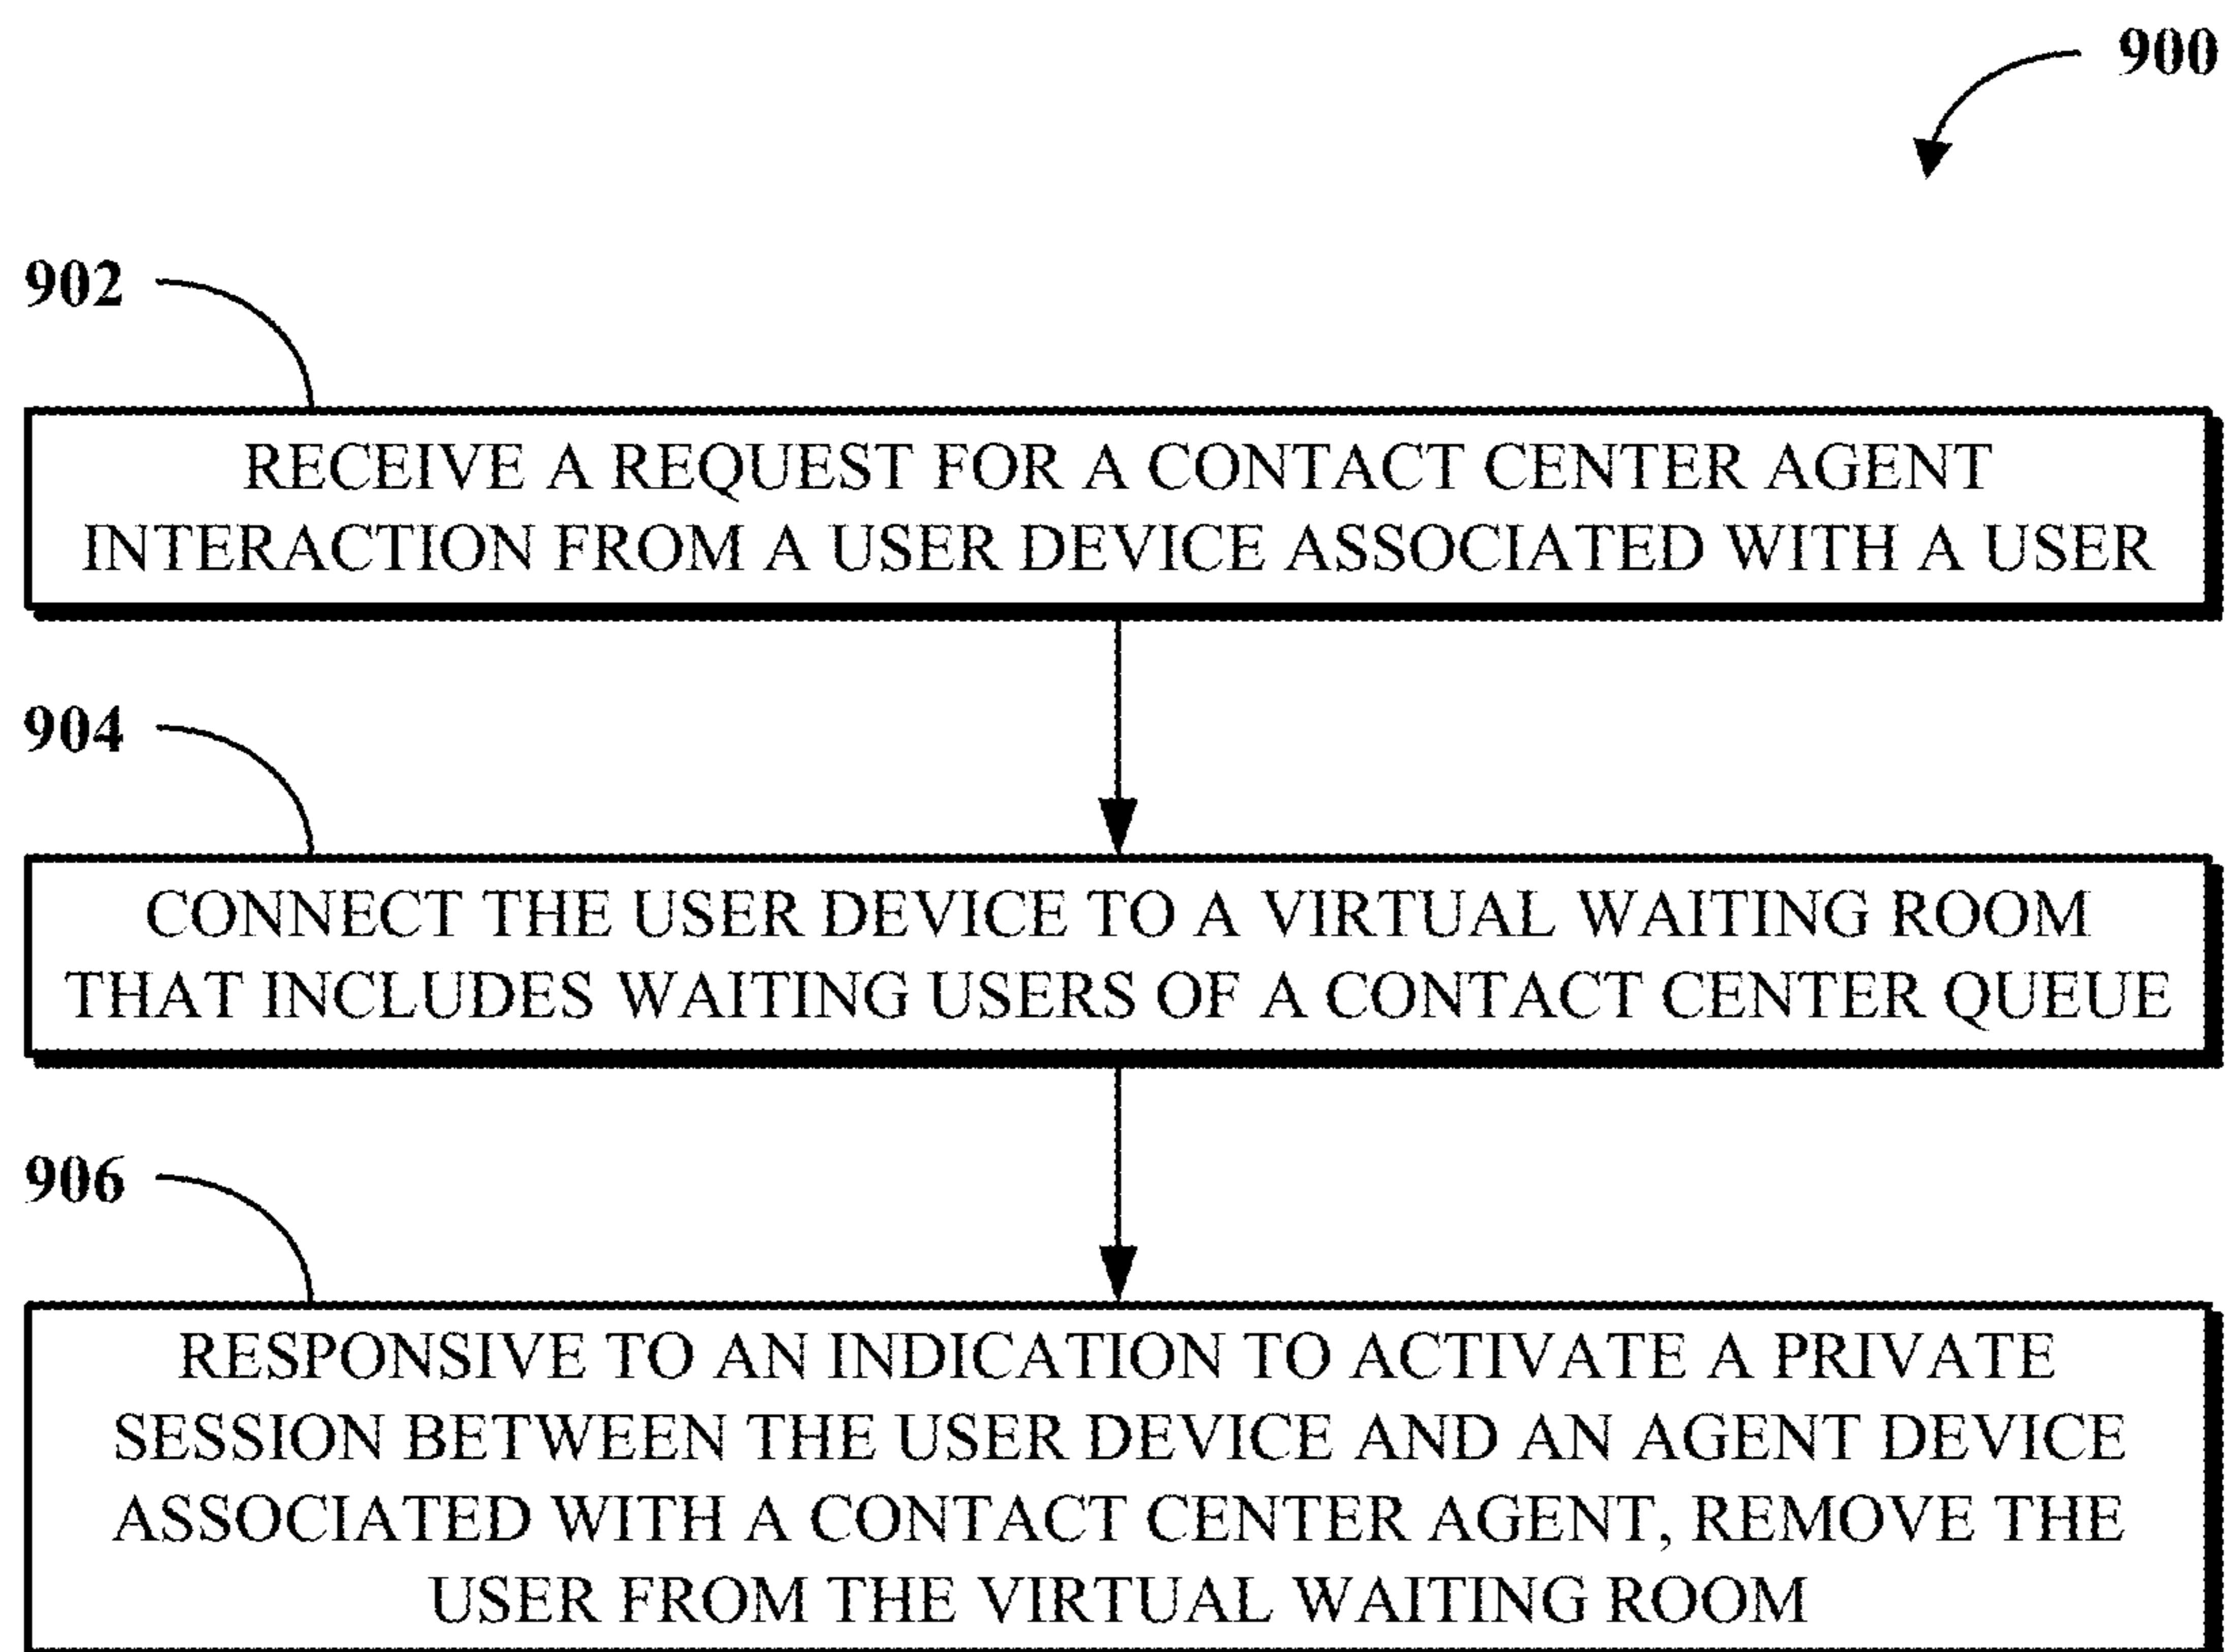 900
902
RECEIVE A REQUEST FOR A CONTACT CENTER AGENT
INTERACTION FROM A USER DEVICE ASSOCIATED WITH A USER
904
CONNECT THE USER DEVICE TO A VIRTUAL WAITING ROOM
THAT INCLUDES WAITING USERS OF A CONTACT CENTER QUEUE
906
RESPONSIVE TO AN INDICATION TO ACTIVATE A PRIVATE
SESSION BETWEEN THE USER DEVICE AND AN AGENT DEVICE
ASSOCIATED WITH A CONTACT CENTER AGENT, REMOVE THE
USER FROM THE VIRTUAL WAITING ROOM